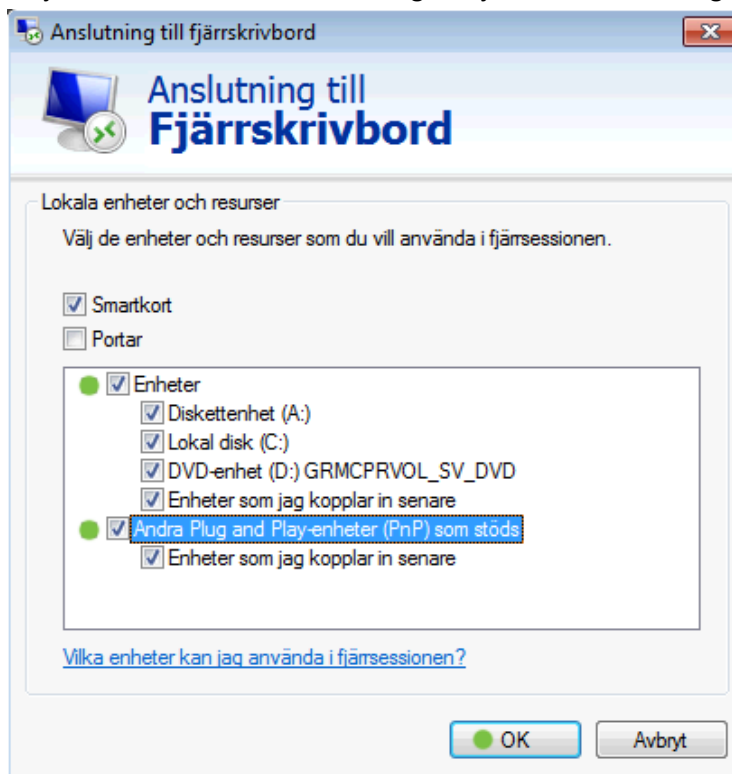 Anslutning till fjärrskrivbord
Anslutning till
Fjärrskrivbord
Lokala enheter och resurser
Välj de enheter och resurser som du vill använda i fjärrsessionen.
Smartkort
Portar
Enheter
Diskettenhet (A:)
Lokal disk (C:)
DVD-enhet (D:) GRMCPRVOL_SV_DVD
Enheter som jag kopplar in senare
Andra Plug and Play-enheter (PnP) som stöds
Enheter som jag kopplar in senare
Vilka enheter kan jag använda i fjärrsessionen?
OK Avbryt